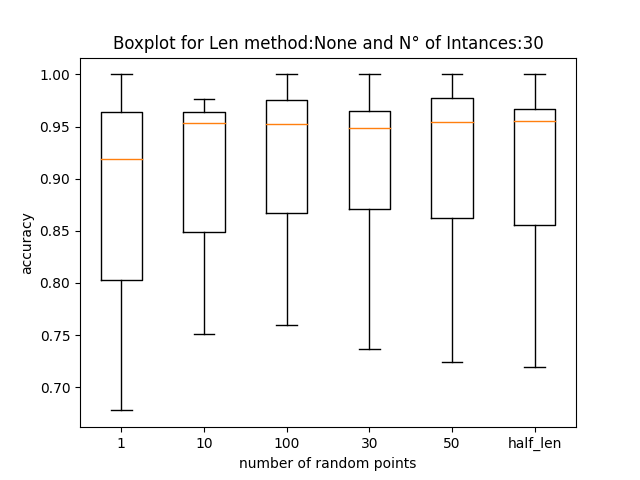 Boxplot for Len method:None and N° of Intances:30
1.00
0.95
0.90
0.85
0.80
0.75
0.70
accuracy
1 10 100 30 50 half_len
number of random points